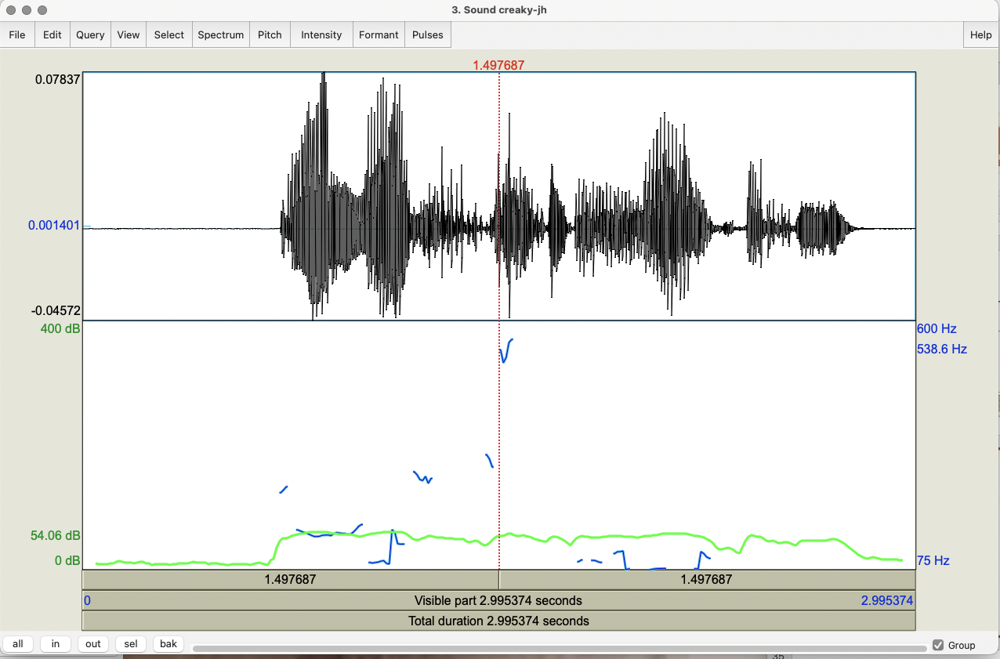 3. Sound creaky-jh
File Edit Query View Select Spectrum Pitch Intensity Formant Pulses Help
1.497687
0.07837
0.001401
-0.04572
400 dB 600 Hz
538.6 Hz
54.06 dB
0 dB 75 Hz
1.497687 1.497687
0 Visible part 2.995374 seconds 2.995374
Total duration 2.995374 seconds
all in out sel bak Group
35